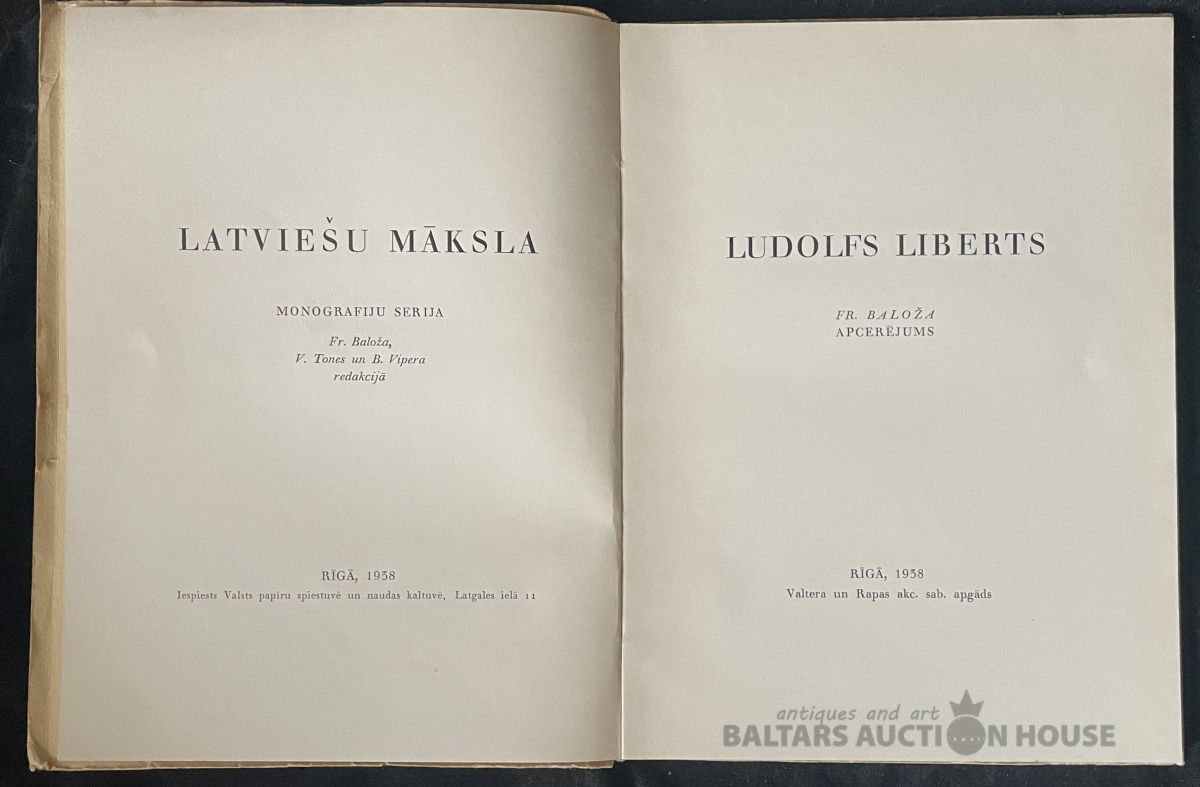 LATVIEŠU MĀKSLA
MONOGRAFIJU SERIJA
Fr. Baloža,
V. Tones un B. Vipera
redakcijā
RĪGĀ, 1938
Iespiests Valsts papiru spiestuvē un naudas kaltuvē, Latgales ielā 11
LUDOLFS LIBERTS
FR. BALOŽA
APCERĒJUMS
RĪGĀ, 1938
Valtera un Rapas akc. sab. apgāds
antiques and art
BALTARS AUCTION HOUSE